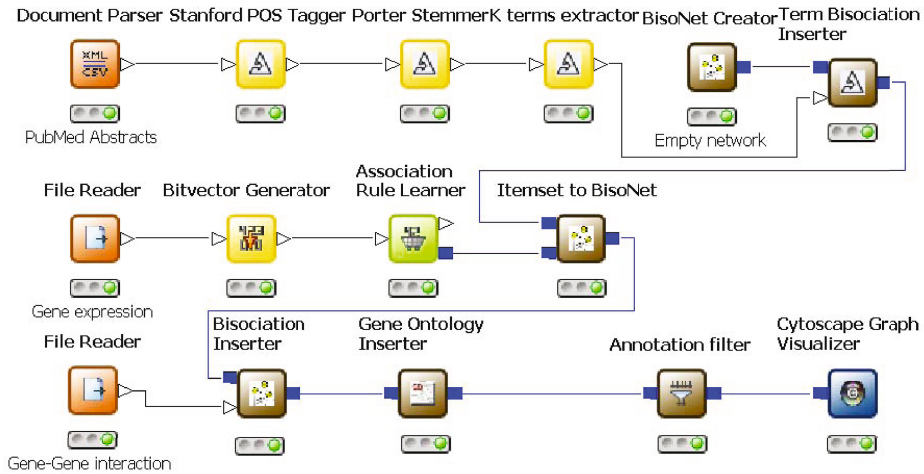 Document Parser Stanford POS Tagger Porter StemmerK terms extractor BisoNet Creator Term Bisociation
Inserter
XML
CSV
PubMed Abstracts
Empty network
File Reader Bitvector Generator Association
Rule Learner Itemset to BisoNet
Gene expression
File Reader Bisociation
Inserter Gene Ontology
Inserter Annotation filter Cytoscape Graph
Visualizer
Gene-Gene interaction